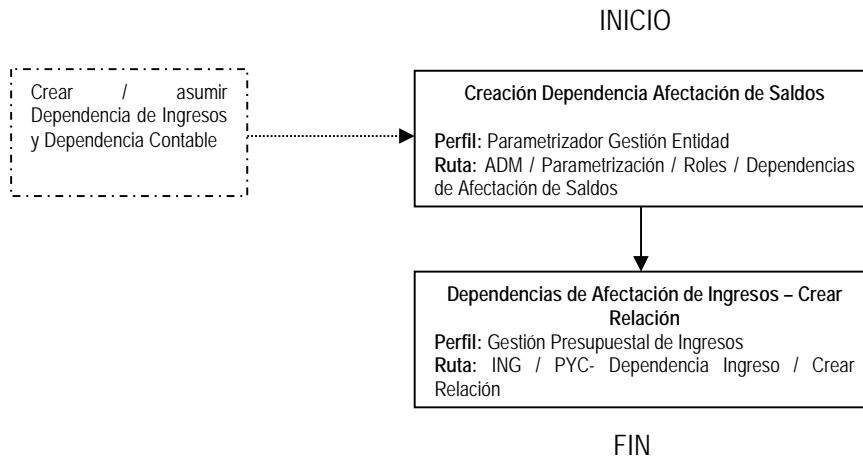 INICIO
Crear / asumir
Dependencia de Ingresos
y Dependencia Contable
Creación Dependencia Afectación de Saldos
Perfil: Parametrizador Gestión Entidad
Ruta: ADM / Parametrización / Roles / Dependencias
de Afectación de Saldos
Dependencias de Afectación de Ingresos – Crear
Relación
Perfil: Gestión Presupuestal de Ingresos
Ruta: ING / PYC- Dependencia Ingreso / Crear
Relación
FIN